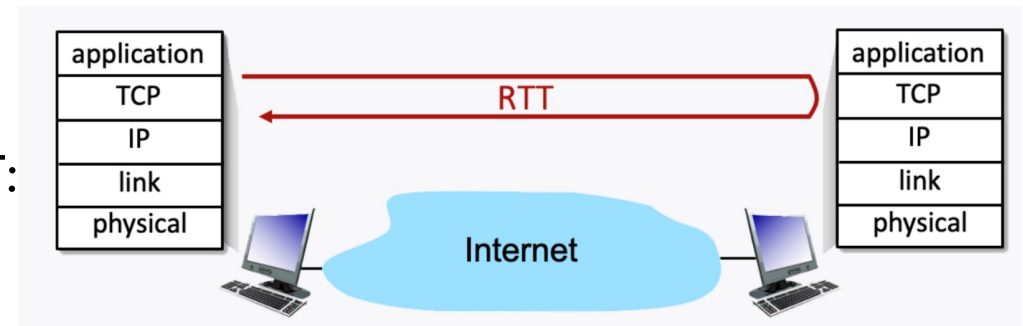 application
TCP
IP
link
physical
RTT
application
TCP
IP
link
physical
Internet